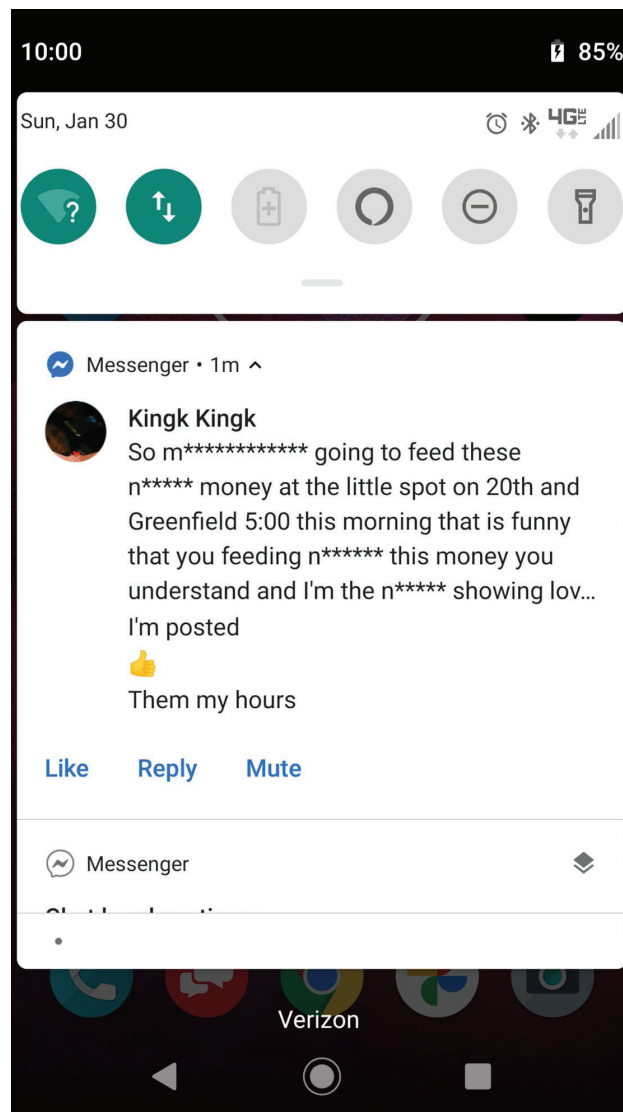 10:00 85%
Sun, Jan 30 4G LTE
?
Messenger • 1m
Kingk Kingk
So m************ going to feed these
n***** money at the little spot on 20th and
Greenfield 5:00 this morning that is funny
that you feeding n****** this money you
understand and I'm the n***** showing lov...
I'm posted
👍
Them my hours
Like Reply Mute
Messenger
Verizon